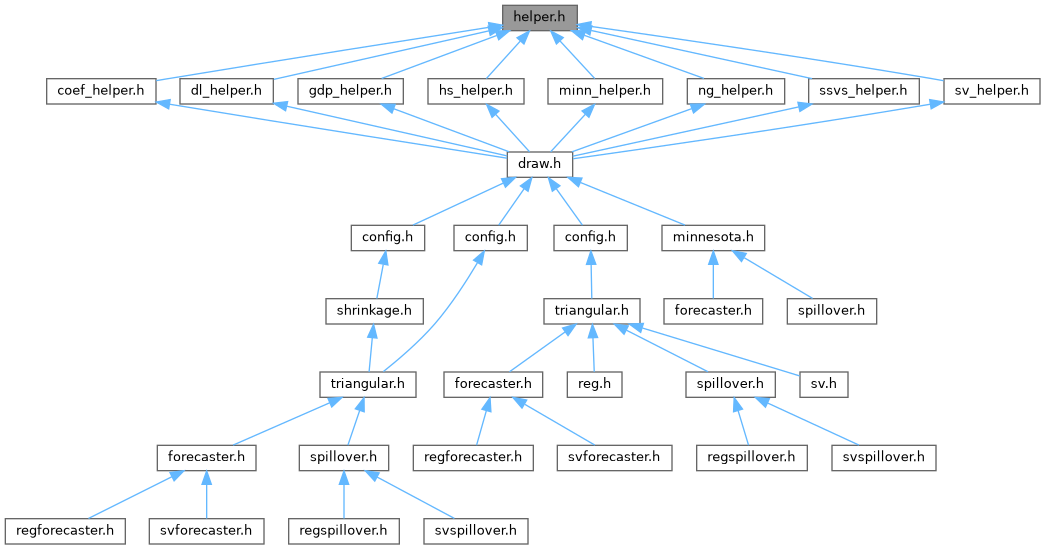 helper.h
coef_helper.h
dl_helper.h
gdp_helper.h
hs_helper.h
minn_helper.h
ng_helper.h
ssvs_helper.h
sv_helper.h
draw.h
config.h
config.h
config.h
minnesota.h
shrinkage.h
triangular.h
forecaster.h
spillover.h
triangular.h
forecaster.h
reg.h
spillover.h
sv.h
forecaster.h
spillover.h
regforecaster.h
svforecaster.h
regspillover.h
svspillover.h
regforecaster.h
svforecaster.h
regspillover.h
svspillover.h